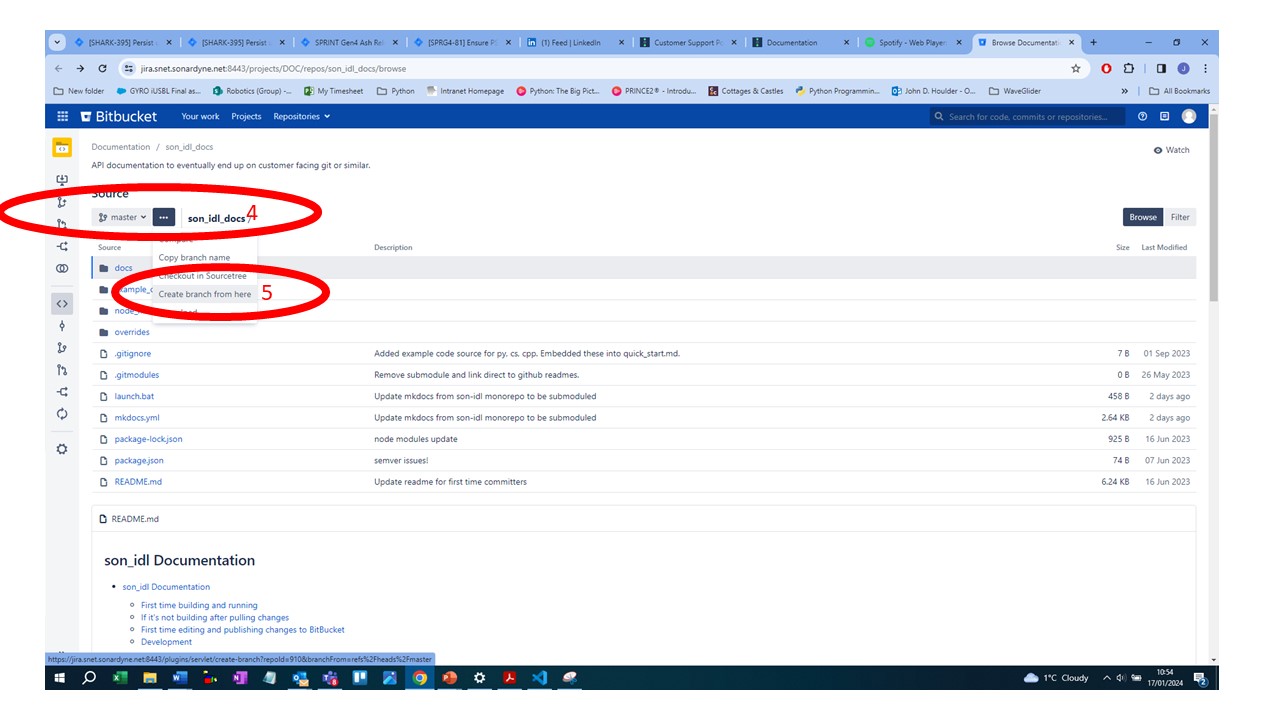 [SHARK-395] Persist
[SHARK-395] Persist
SPRINT Gen4 Ash Rel
[SPRG4-81] Ensure PS
(1) Feed | LinkedIn
Customer Support Po
Documentation
Spotify - Web Player
Browse Documentati
jira.snet.sonardyne.net:8443/projects/DOC/repos/son_idl_docs/browse
New folder
GYRO iUSBL Final as...
Robotics (Group) -...
My Timesheet
Python
Intranet Homepage
Python: The Big Pict...
PRINCE2® - Introdu...
Cottages & Castles
Python Programmin...
John D. Houlder - O...
WaveGlider
All Bookmarks
Bitbucket
Your work
Projects
Repositories
Search for code, commits or repositories...
Documentation / son_idl_docs
Watch
API documentation to eventually end up on customer facing git or similar.
Source
master
son_idl_docs /
4
Browse
Filter
Compare
Source
Description
Size
Last Modified
Copy branch name
docs
Checkout in Sourcetree
Create branch from here
5
overrides
.gitignore
Added example code source for py, cs, cpp. Embedded these into quick_start.md.
7 B
01 Sep 2023
.gitmodules
Remove submodule and link direct to github readmes.
0 B
26 May 2023
launch.bat
Update mkdocs from son-idl monorepo to be submoduled
458 B
2 days ago
mkdocs.yml
Update mkdocs from son-idl monorepo to be submoduled
2.64 KB
2 days ago
package-lock.json
node modules update
925 B
16 Jun 2023
package.json
semver issues!
74 B
07 Jun 2023
README.md
Update readme for first time committers
6.24 KB
16 Jun 2023
README.md
son_idl Documentation
son_idl Documentation
First time building and running
If it's not building after pulling changes
First time editing and publishing changes to BitBucket
Development
https://jira.snet.sonardyne.net:8443/plugins/servlet/create-branch?repoId=910&branchFrom=refs%2Fheads%2Fmaster
1°C Cloudy
10:54
17/01/2024